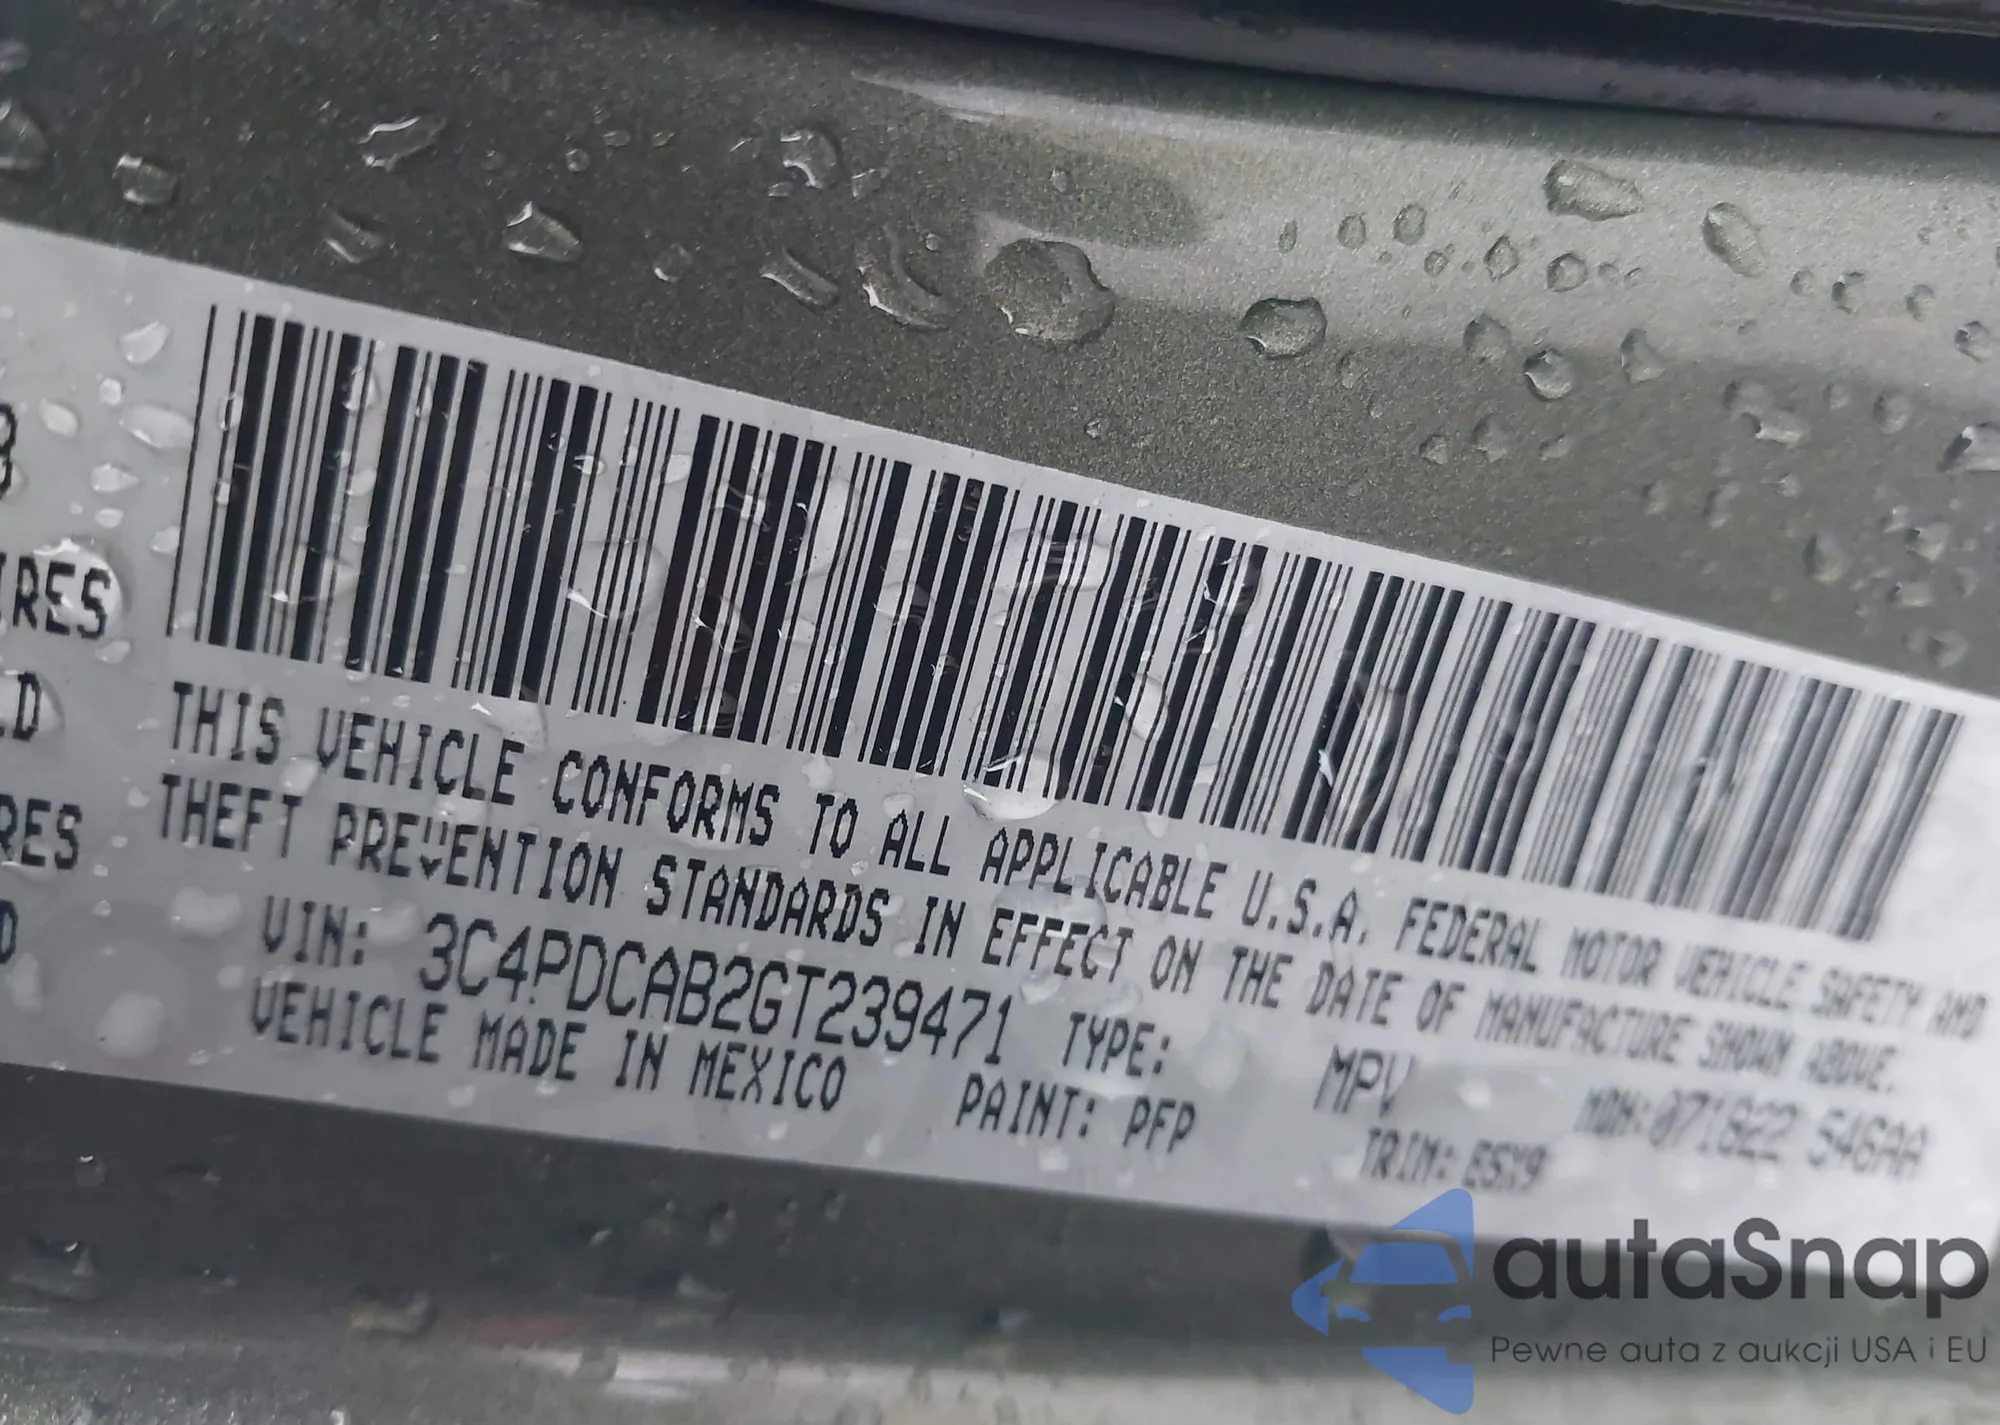 IRES
LD
RES
D
THIS VEHICLE CONFORMS TO ALL APPLICABLE U.S.A. FEDERAL MOTOR VEHICLE SAFETY AND
THEFT PREVENTION STANDARDS IN EFFECT ON THE DATE OF MANUFACTURE SHOWN ABOVE.
VIN: 3C4PDCAB2GT239471 TYPE: MPV MDH:071822 546AA
VEHICLE MADE IN MEXICO PAINT: PFP TRIM: E5X9
autaSnap
Pewne auta z aukcji USA i EU